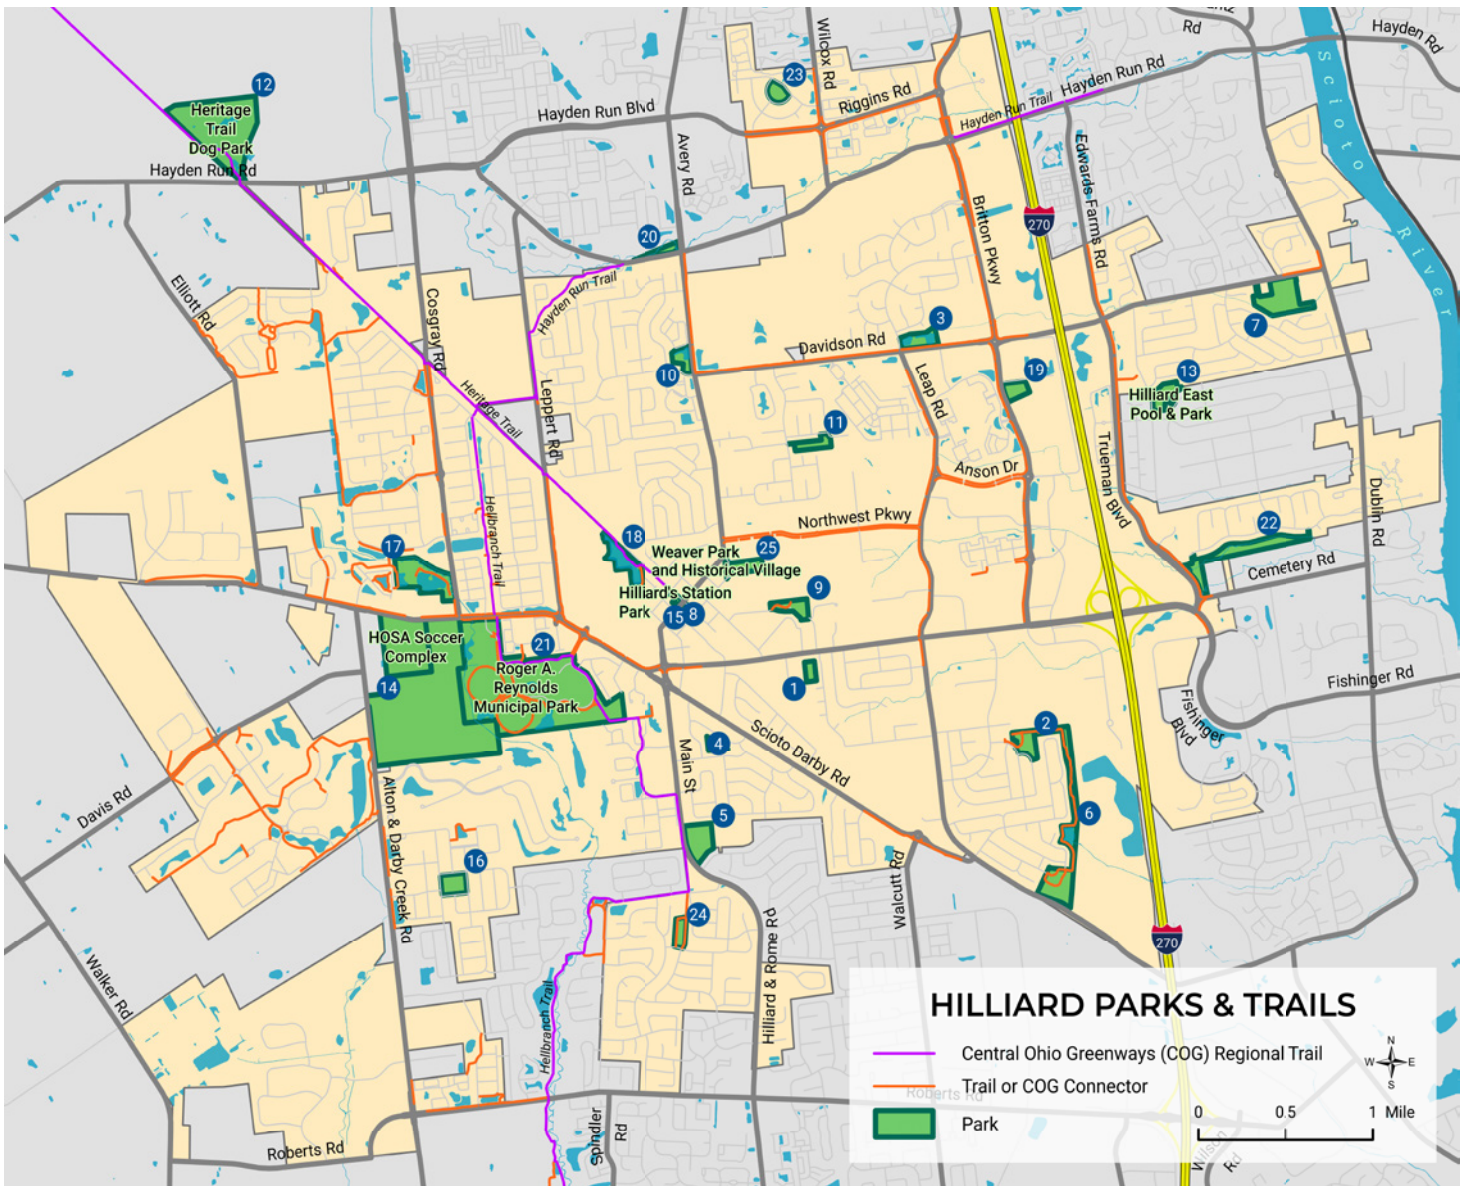 Rd
Hayden Rd
Wilcox Rd
23
12
Heritage
Trail
Dog Park
Hayden Run Rd
Hayden Run Blvd
Riggins Rd
Hayden Run Trail
Hayden Run Rd
Scioto River
Avery Rd
Edwards Farms Rd
Britton Pkwy
270
20
Hayden Run Trail
Elliott Rd
Cosgray Rd
3
7
Davidson Rd
10
19
13
Hilliard East
Pool & Park
Leap Rd
Heritage Trail
Leppert Rd
11
Anson Dr
Trueman Blvd
Dublin Rd
Hellbranch Trail
Northwest Pkwy
22
18
Weaver Park
and Historical Village
25
17
Cemetery Rd
Hilliard's Station
Park
15
8
9
HOSA Soccer
Complex
21
Roger A.
Reynolds
Municipal Park
14
1
Fishinger Rd
Fishinger
Blvd
2
4
Main St
Scioto Darby Rd
6
5
Davis Rd
Alton & Darby Creek Rd
16
Walcutt Rd
24
Hilliard & Rome Rd
270
Walker Rd
Hellbranch Trail
HILLIARD PARKS & TRAILS
Central Ohio Greenways (COG) Regional Trail
Trail or COG Connector
Park
N
W
E
S
0
0.5
1 Mile
Roberts Rd
Roberts Rd
Spindler
Rd
Wilson
Rd